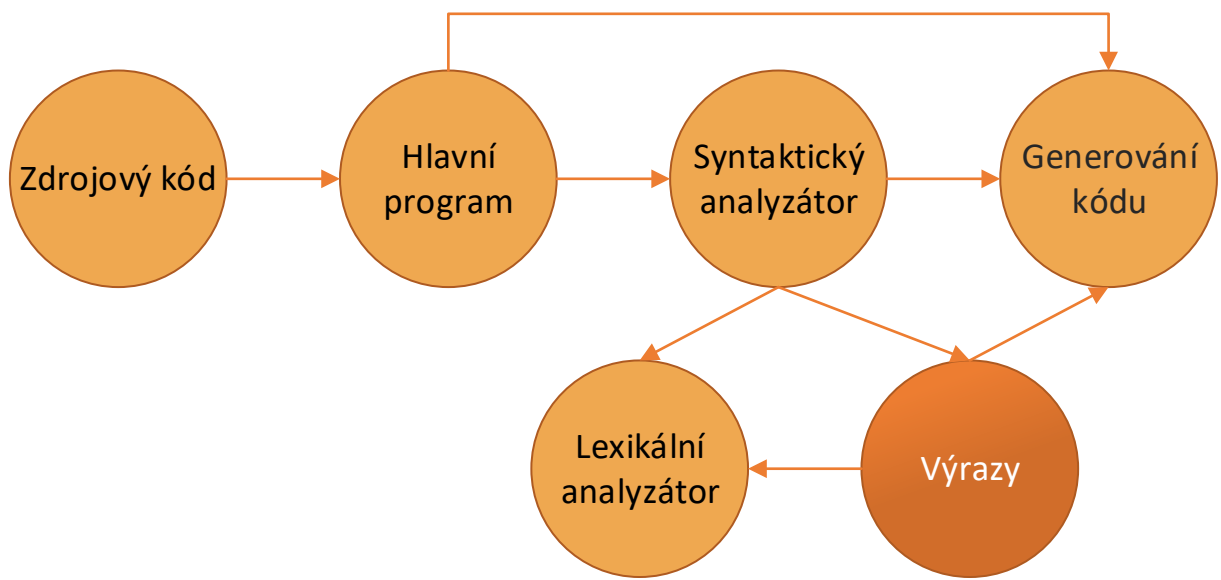 Zdrojový kód
Hlavní
program
Syntaktický
analyzátor
Generování
kódu
Lexikální
analyzátor
Výrazy